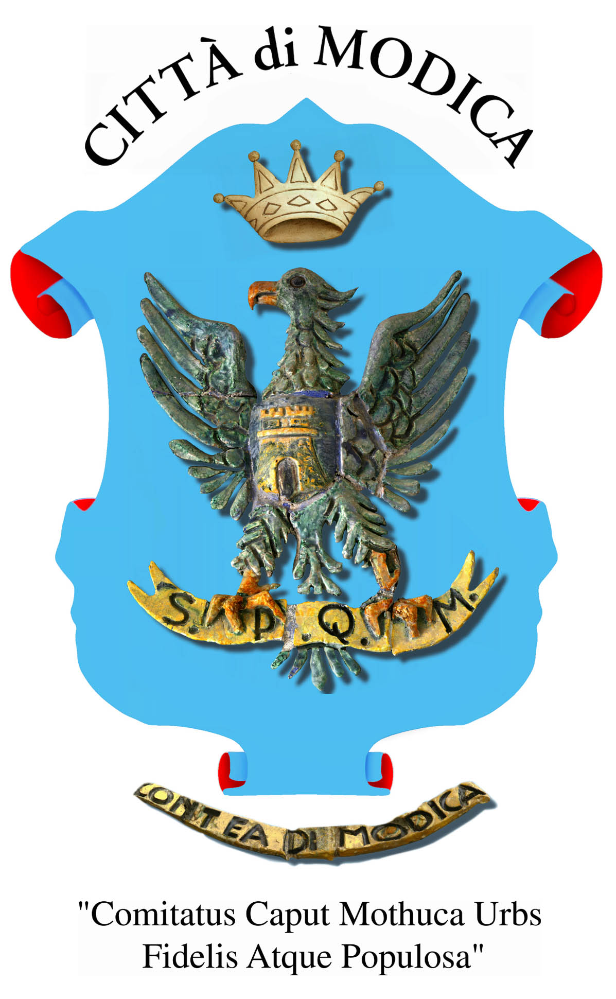 CITTÀ di MODICA
S. P. Q. M.
CONTEA DI MODICA
"Comitatus Caput Mothuca Urbs
Fidelis Atque Populosa"